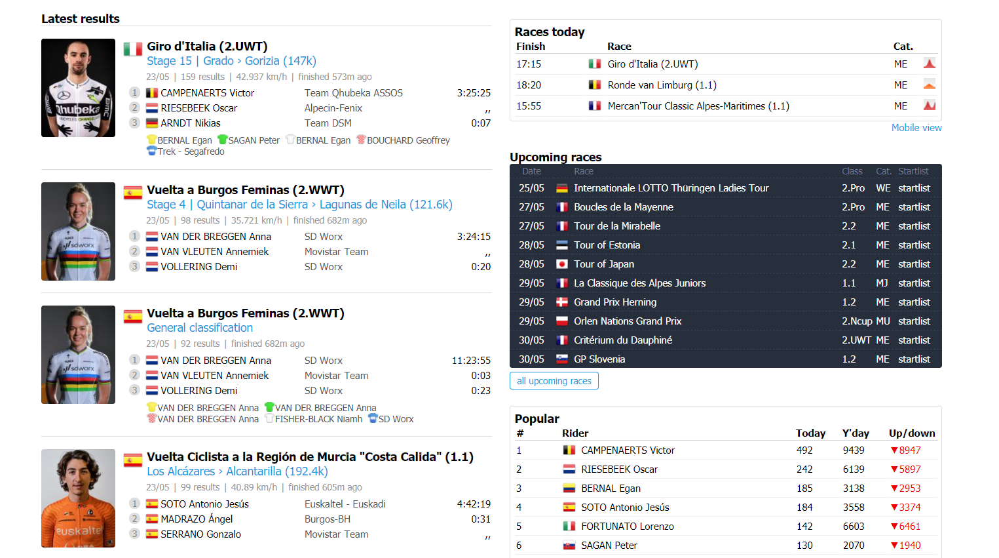 Latest results
Giro d'Italia (2.UWT)
Stage 15 | Grado › Gorizia (147k)
23/05 | 159 results | 42.937 km/h | finished 573m ago
1 CAMPENAERTS Victor Team Qhubeka ASSOS 3:25:25
2 RIESEBEEK Oscar Alpecin-Fenix ,,
3 ARNDT Nikias Team DSM 0:07
BERNAL Egan SAGAN Peter BERNAL Egan BOUCHARD Geoffrey
Trek - Segafredo
Qhubeka
BMC
Vuelta a Burgos Feminas (2.WWT)
Stage 4 | Quintanar de la Sierra › Lagunas de Neila (121.6k)
23/05 | 98 results | 35.721 km/h | finished 682m ago
1 VAN DER BREGGEN Anna SD Worx 3:24:15
2 VAN VLEUTEN Annemiek Movistar Team ,,
3 VOLLERING Demi SD Worx 0:20
sdworx
Vuelta a Burgos Feminas (2.WWT)
General classification
23/05 | 92 results | finished 682m ago
1 VAN DER BREGGEN Anna SD Worx 11:23:55
2 VAN VLEUTEN Annemiek Movistar Team 0:03
3 VOLLERING Demi SD Worx 0:23
VAN DER BREGGEN Anna VAN DER BREGGEN Anna
VAN DER BREGGEN Anna FISHER-BLACK Niamh SD Worx
sdworx
Vuelta Ciclista a la Región de Murcia "Costa Calida" (1.1)
Los Alcázares › Alcantarilla (192.4k)
23/05 | 99 results | 40.89 km/h | finished 605m ago
1 SOTO Antonio Jesús Euskaltel - Euskadi 4:42:19
2 MADRAZO Ángel Burgos-BH 0:31
3 SERRANO Gonzalo Movistar Team ,,
euskaltel
Races today
Finish Race Cat.
17:15 Giro d'Italia (2.UWT) ME
18:20 Ronde van Limburg (1.1) ME
15:55 Mercan'Tour Classic Alpes-Maritimes (1.1) ME
Mobile view
Upcoming races
Date Race Class Cat. Startlist
25/05 Internationale LOTTO Thüringen Ladies Tour 2.Pro WE startlist
27/05 Boucles de la Mayenne 2.Pro ME startlist
27/05 Tour de la Mirabelle 2.2 ME startlist
28/05 Tour of Estonia 2.1 ME startlist
28/05 Tour of Japan 2.2 ME startlist
29/05 La Classique des Alpes Juniors 1.1 MJ startlist
29/05 Grand Prix Herning 1.2 ME startlist
29/05 Orlen Nations Grand Prix 2.Ncup MU startlist
30/05 Critérium du Dauphiné 2.UWT ME startlist
30/05 GP Slovenia 1.2 ME startlist
all upcoming races
Popular
# Rider Today Y'day Up/down
1 CAMPENAERTS Victor 492 9439 ▼8947
2 RIESEBEEK Oscar 242 6139 ▼5897
3 BERNAL Egan 185 3138 ▼2953
4 SOTO Antonio Jesús 184 3558 ▼3374
5 FORTUNATO Lorenzo 142 6603 ▼6461
6 SAGAN Peter 130 2070 ▼1940